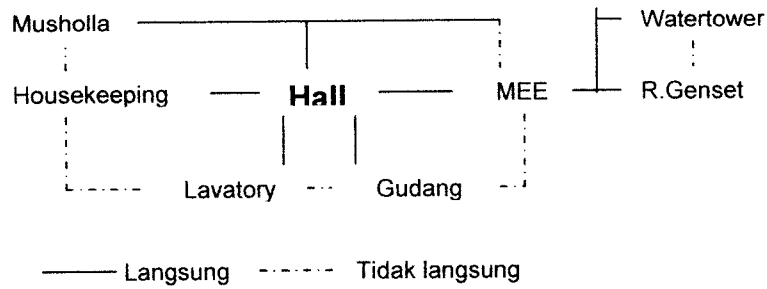 Musholla Watertower
Housekeeping Hall MEE R.Genset
Lavatory Gudang
Langsung Tidak langsung